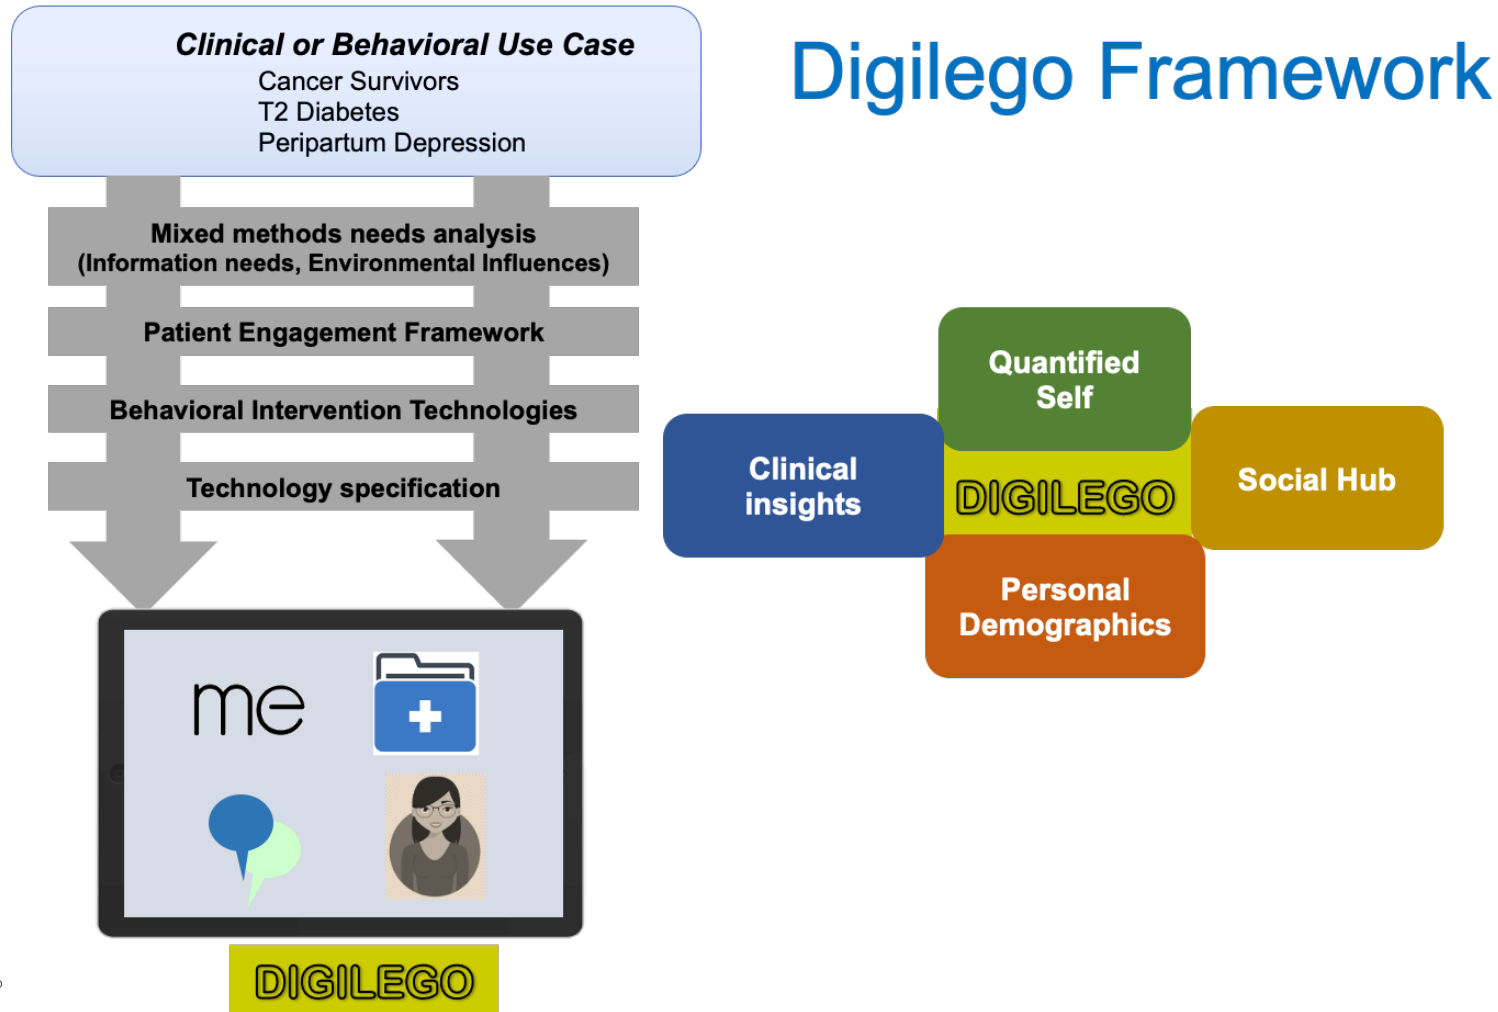 Clinical or Behavioral Use Case
Cancer Survivors
T2 Diabetes
Peripartum Depression
Digilego Framework
Mixed methods needs analysis
(Information needs, Environmental Influences)
Patient Engagement Framework
Behavioral Intervention Technologies
Technology specification
Quantified
Self
Clinical
insights
DIGILEGO
Social Hub
Personal
Demographics
me
DIGILEGO